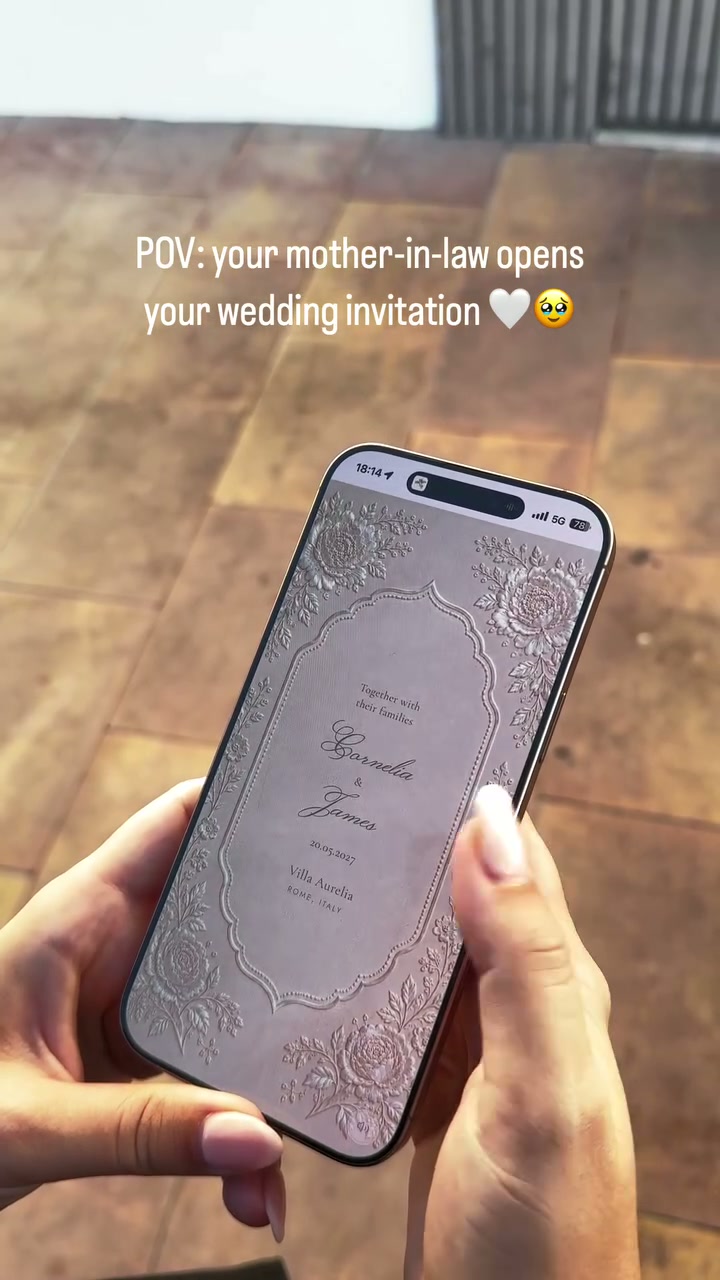 POV: your mother-in-law opens
your wedding invitation 🤍🥹
18:14
5G 78
Together with
their families
Cornelia
&
James
20.05.2027
Villa Aurelia
ROME, ITALY